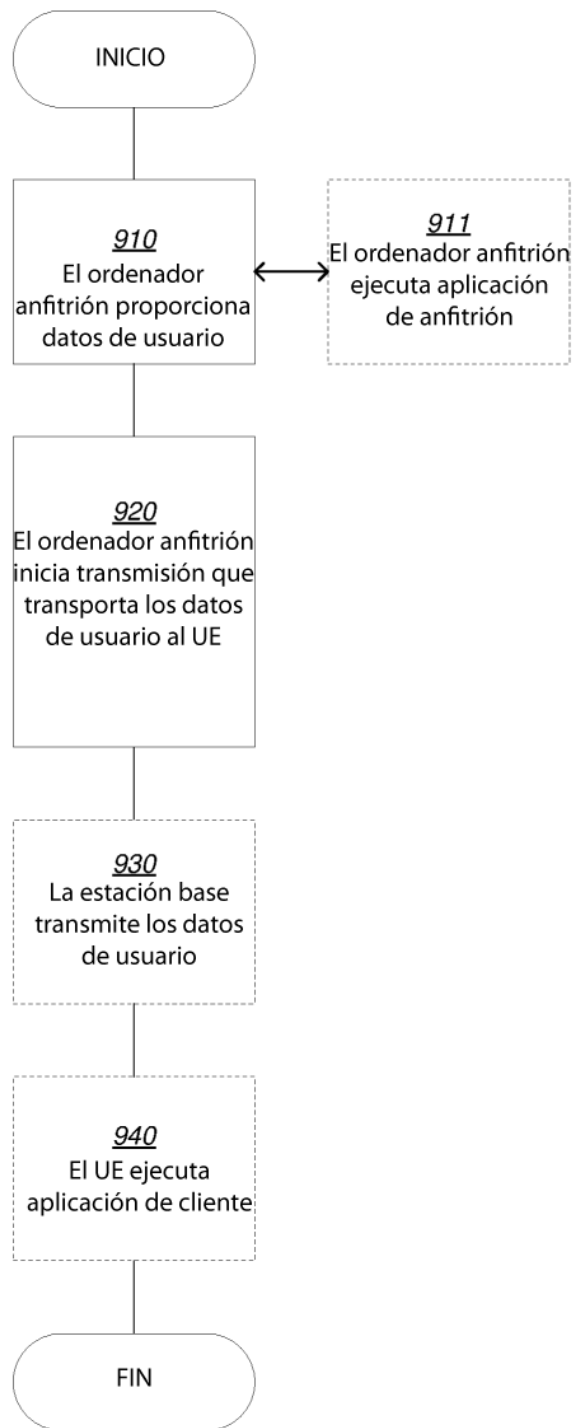 INICIO
910
El ordenador
anfitrión proporciona
datos de usuario
911
El ordenador anfitrión
ejecuta aplicación
de anfitrión
920
El ordenador anfitrión
inicia transmisión que
transporta los datos
de usuario al UE
930
La estación base
transmite los datos
de usuario
940
El UE ejecuta
aplicación de cliente
FIN